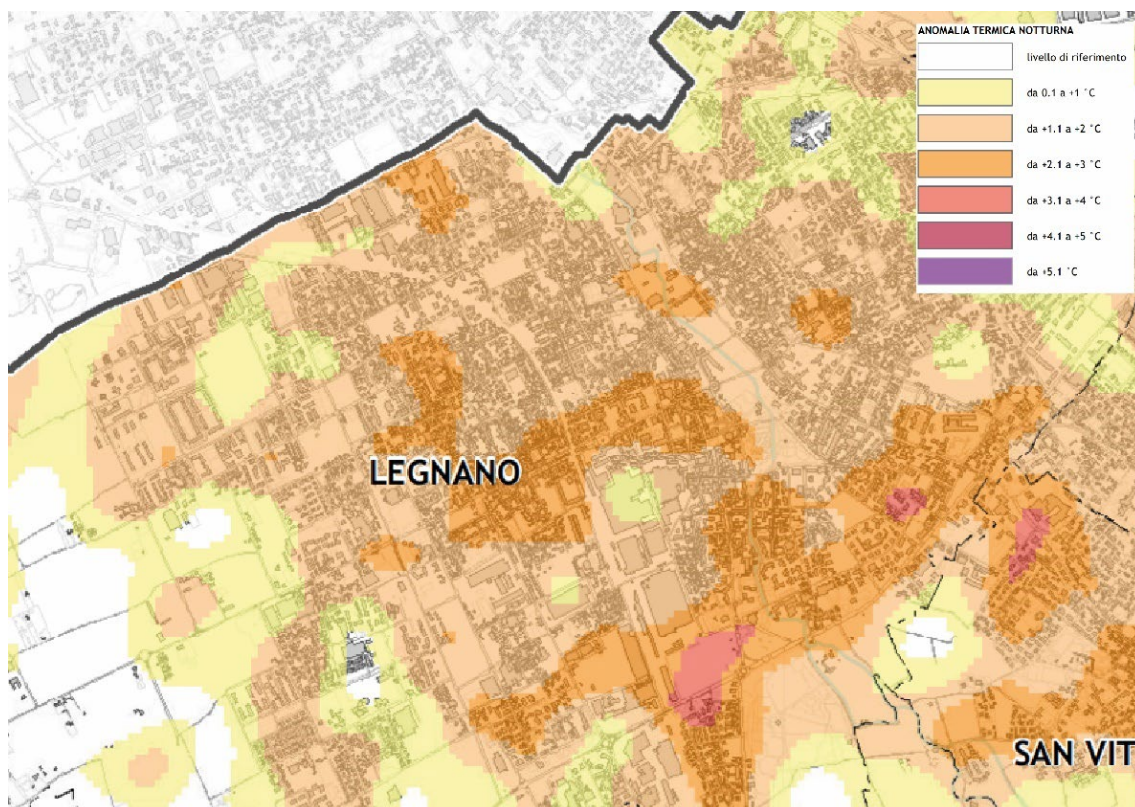 ANOMALIA TERMICA NOTTURNA
livello di riferimento
da 0.1 a +1 °C
da +1.1 a +2 °C
da +2.1 a +3 °C
da +3.1 a +4 °C
da +4.1 a +5 °C
da +5.1 °C
LEGNANO
SAN VIT